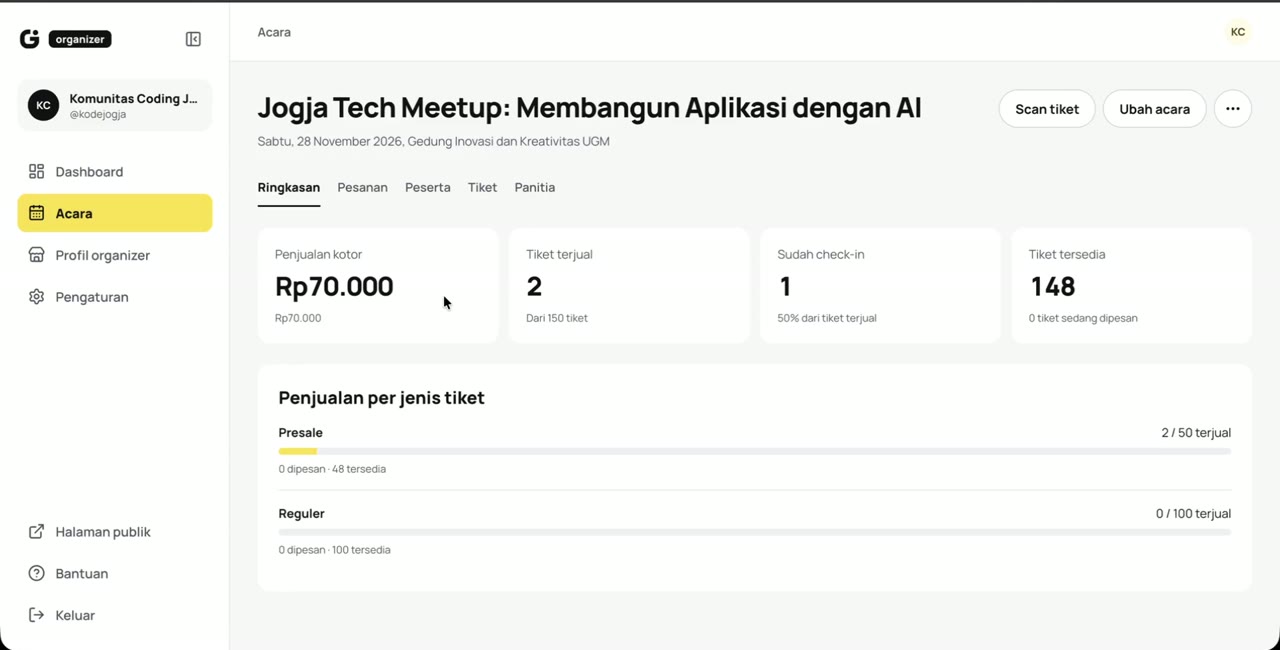 G organizer
Acara
KC
KC
Komunitas Coding J...
@kodejogja
Dashboard
Acara
Profil organizer
Pengaturan
Halaman publik
Bantuan
Keluar
Jogja Tech Meetup: Membangun Aplikasi dengan AI
Sabtu, 28 November 2026, Gedung Inovasi dan Kreativitas UGM
Scan tiket
Ubah acara
Ringkasan
Pesanan
Peserta
Tiket
Panitia
Penjualan kotor
Rp70.000
Rp70.000
Tiket terjual
2
Dari 150 tiket
Sudah check-in
1
50% dari tiket terjual
Tiket tersedia
148
0 tiket sedang dipesan
Penjualan per jenis tiket
Presale
2 / 50 terjual
0 dipesan · 48 tersedia
Reguler
0 / 100 terjual
0 dipesan · 100 tersedia